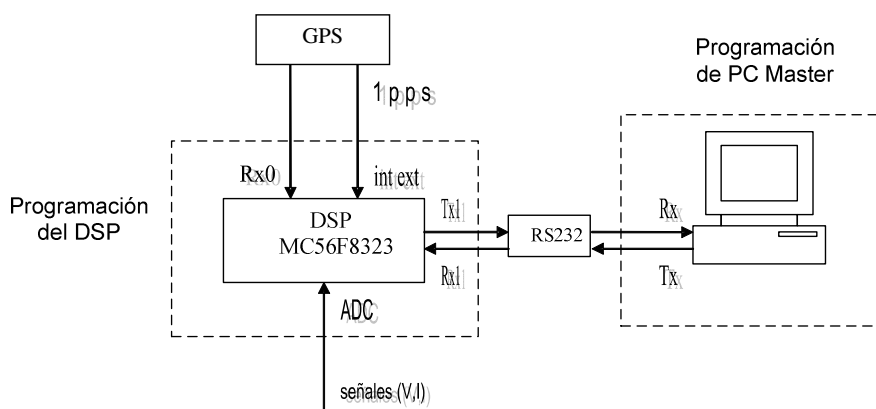 GPS
Programación
de PC Master
1 p p s
Rx0
int ext
Programación
del DSP
DSP
MC56F8323
Tx1
Rx1
RS232
Rx
Tx
ADC
señales (V,I)